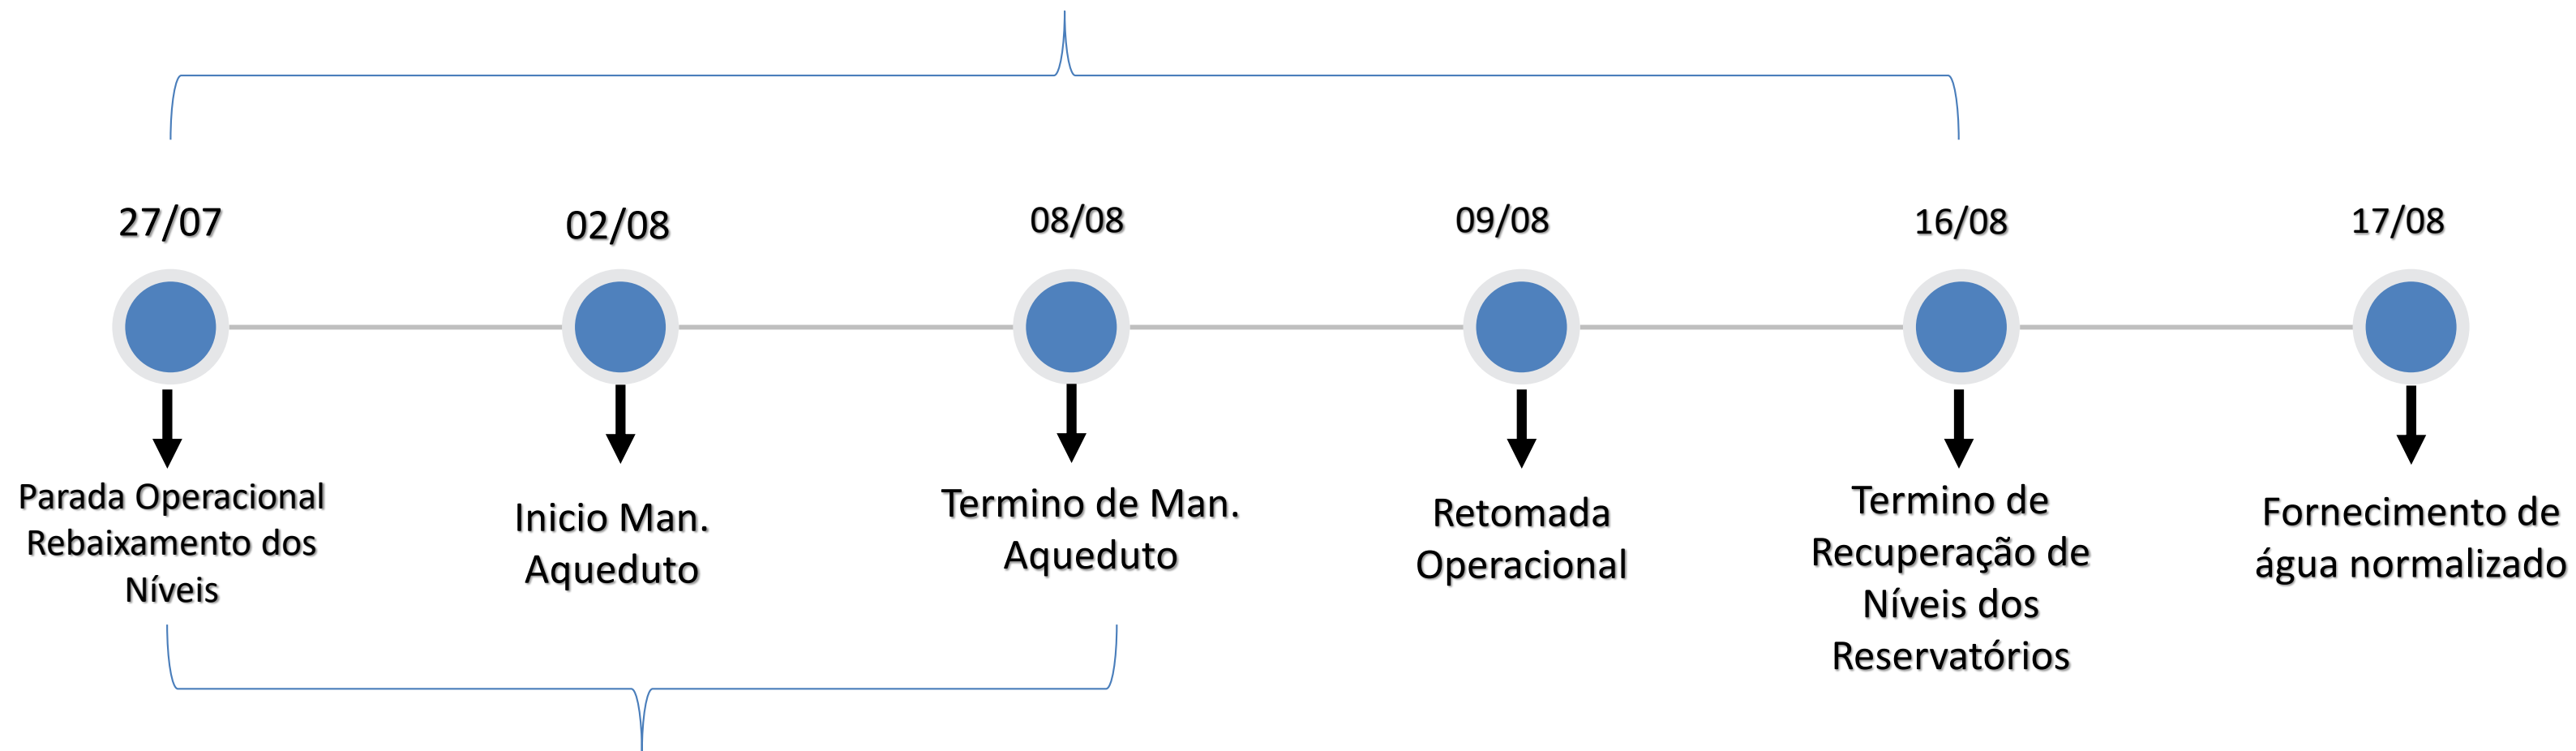 27/07
02/08
08/08
09/08
16/08
17/08
Parada Operacional
Rebaixamento dos
Níveis
Inicio Man.
Aqueduto
Termino de Man.
Aqueduto
Retomada
Operacional
Termino de
Recuperação de
Níveis dos
Reservatórios
Fornecimento de
água normalizado